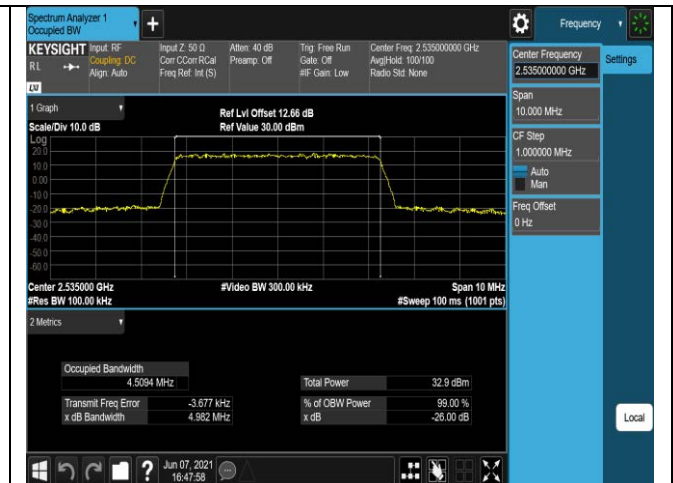 Spectrum Analyzer 1
Occupied BW
+
Frequency
KEYSIGHT
RL
Input: RF
Coupling: DC
Align: Auto
Input Z: 50 Ω
Corr CCorr RCal
Freq Ref: Int (S)
Atten: 40 dB
Preamp: Off
Trig: Free Run
Gate: Off
#IF Gain: Low
Center Freq: 2.535000000 GHz
Avg|Hold: 100/100
Radio Std: None
LW
Center Frequency
2.535000000 GHz
Settings
Span
10.000 MHz
CF Step
1.000000 MHz
Auto
Man
Freq Offset
0 Hz
Local
1 Graph
Scale/Div 10.0 dB
Ref Lvl Offset 12.66 dB
Ref Value 30.00 dBm
Log
20.0
10.0
0.00
-10.0
-20.0
-30.0
-40.0
-50.0
-60.0
Center 2.535000 GHz
#Res BW 100.00 kHz
#Video BW 300.00 kHz
Span 10 MHz
#Sweep 100 ms (1001 pts)
2 Metrics
Occupied Bandwidth
4.5094 MHz
Total Power 32.9 dBm
Transmit Freq Error -3.677 kHz
% of OBW Power 99.00 %
x dB Bandwidth 4.982 MHz
x dB -26.00 dB
?
Jun 07, 2021
16:47:58